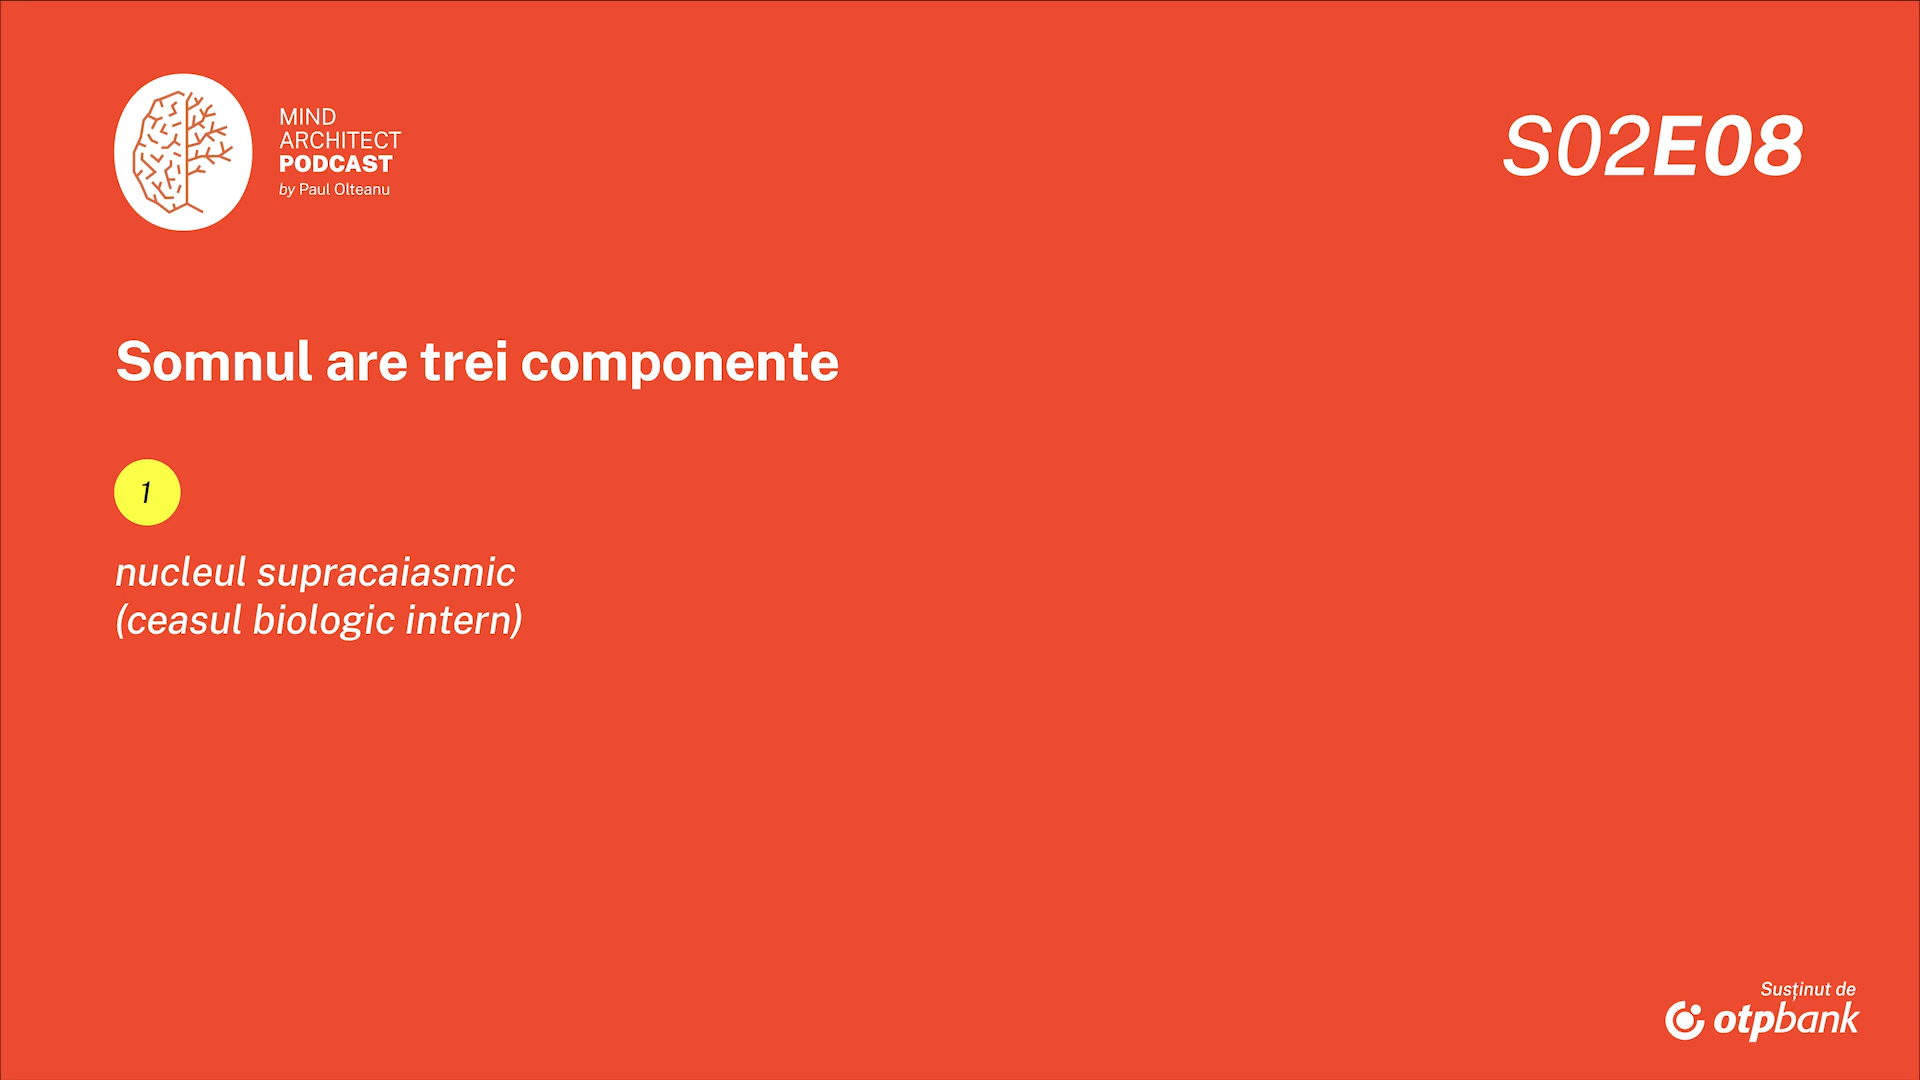 MIND
ARCHITECT
PODCAST
by Paul Olteanu
S02E08
Somnul are trei componente
1
nucleul supracaiasmic
(ceasul biologic intern)
Susținut de
otpbank